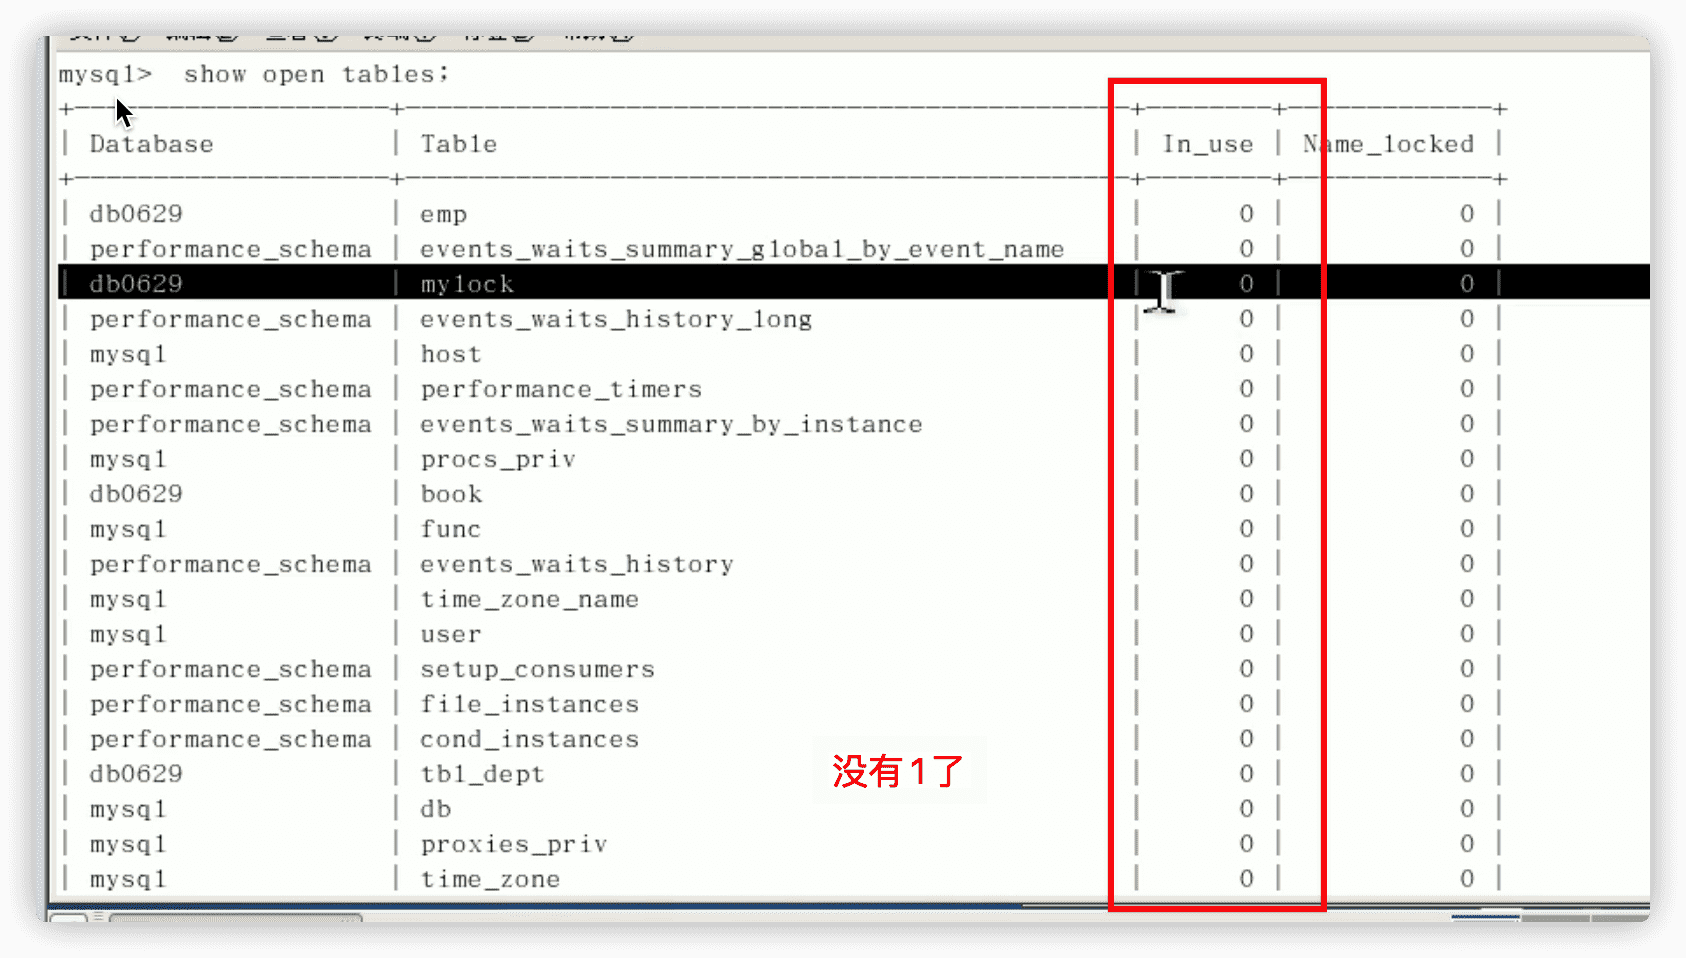 mysql>  show open tables;
| Database | Table | In_use | Name_locked |
| db0629 | emp | 0 | 0 |
| performance_schema | events_waits_summary_global_by_event_name | 0 | 0 |
| db0629 | mylock | 0 | 0 |
| performance_schema | events_waits_history_long | 0 | 0 |
| mysql | host | 0 | 0 |
| performance_schema | performance_timers | 0 | 0 |
| performance_schema | events_waits_summary_by_instance | 0 | 0 |
| mysql | procs_priv | 0 | 0 |
| db0629 | book | 0 | 0 |
| mysql | func | 0 | 0 |
| performance_schema | events_waits_history | 0 | 0 |
| mysql | time_zone_name | 0 | 0 |
| mysql | user | 0 | 0 |
| performance_schema | setup_consumers | 0 | 0 |
| performance_schema | file_instances | 0 | 0 |
| performance_schema | cond_instances | 0 | 0 |
| db0629 | tbl_dept | 0 | 0 |
没有1了
| mysql | db | 0 | 0 |
| mysql | proxies_priv | 0 | 0 |
| mysql | time_zone | 0 | 0 |